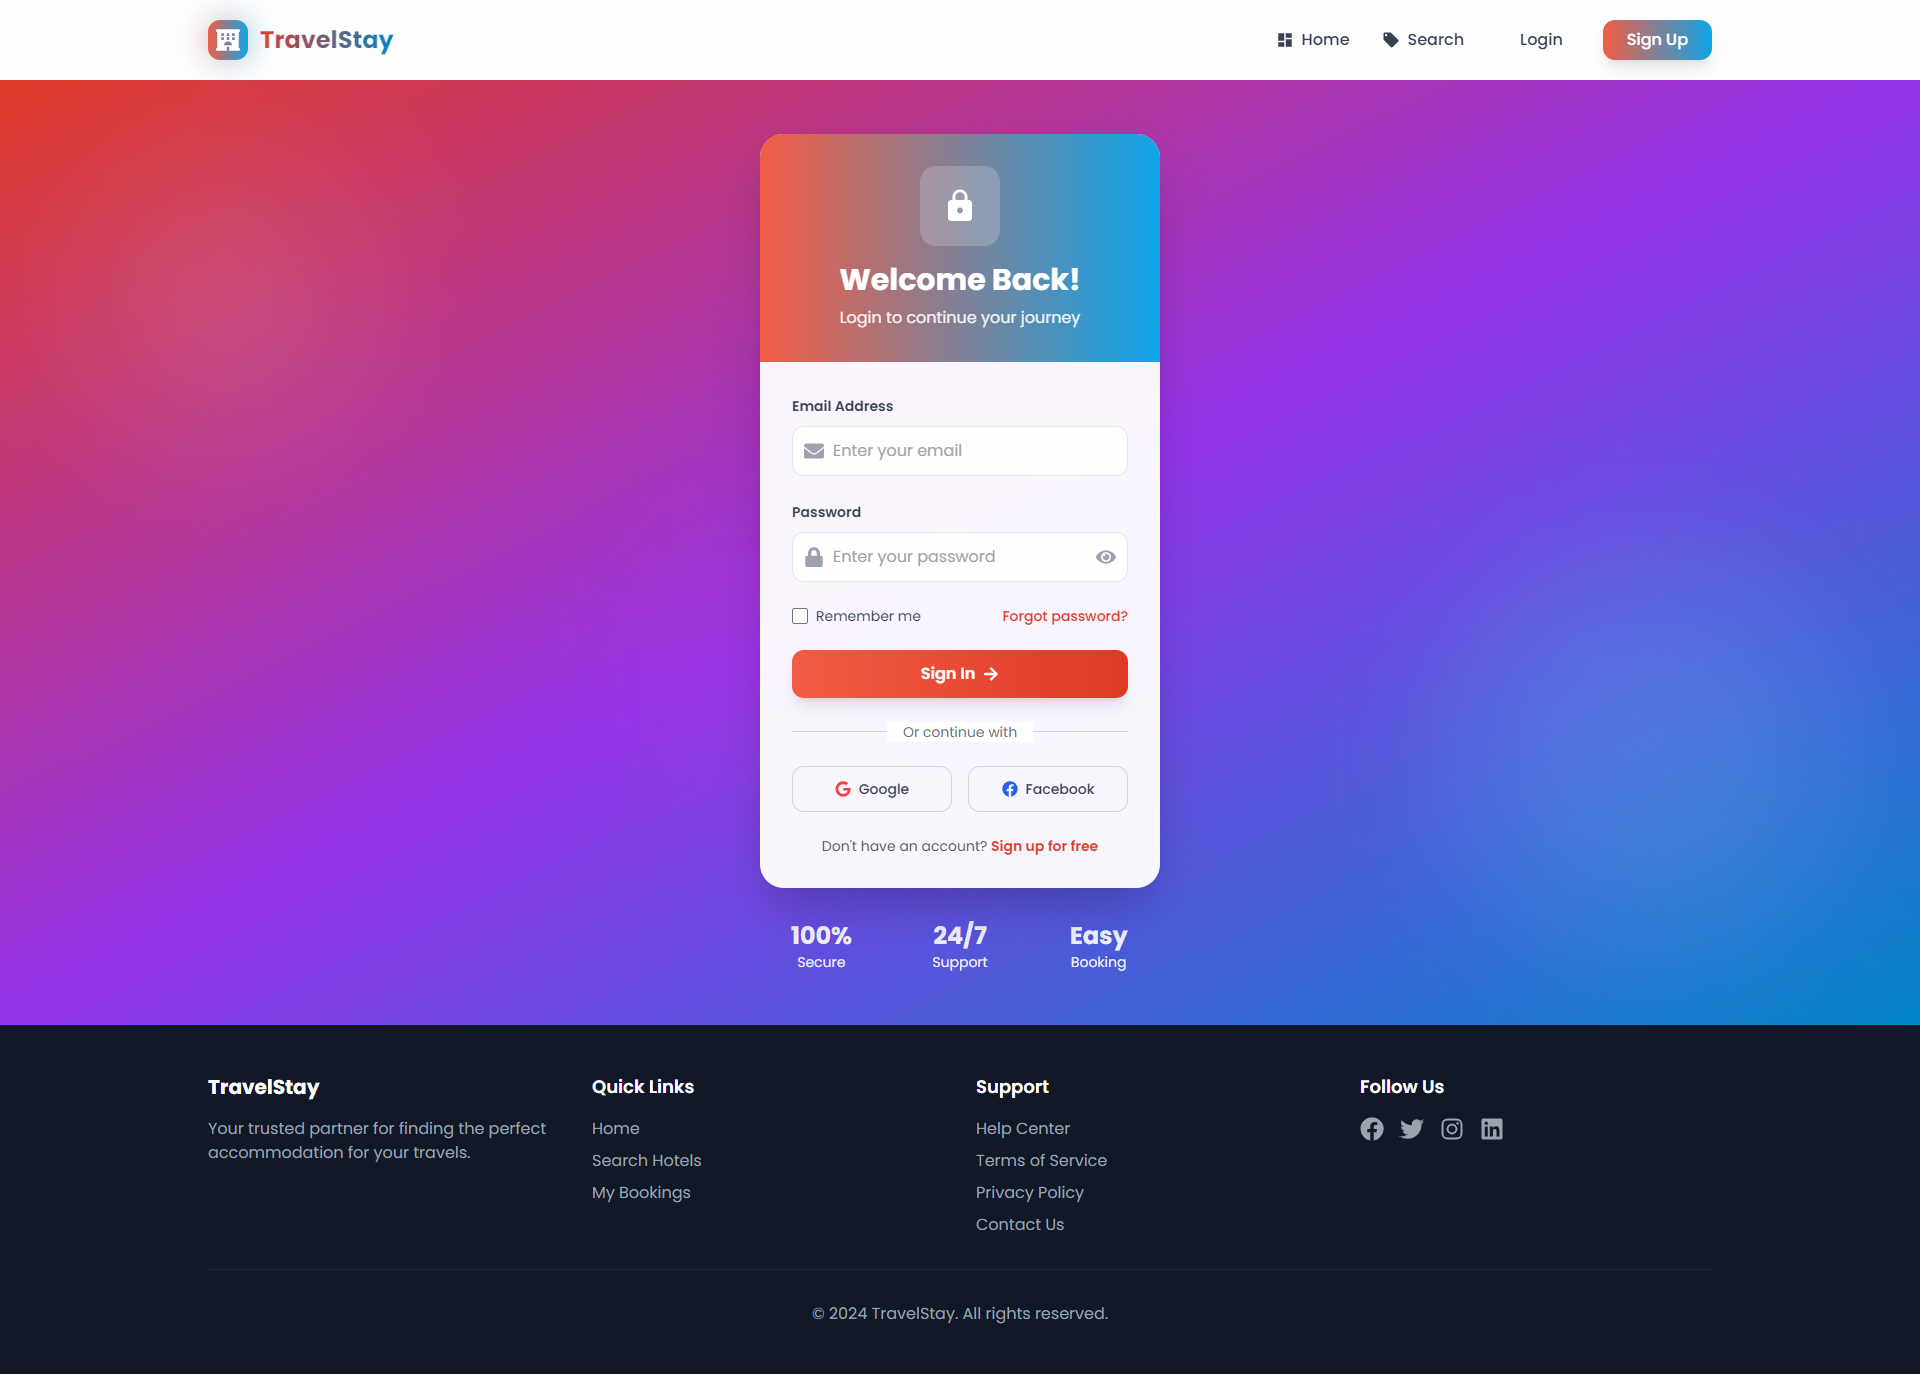 TravelStay
Home
Search
Login
Sign Up
Welcome Back!
Login to continue your journey
Email Address
Enter your email
Password
Enter your password
Remember me
Forgot password?
Sign In
Or continue with
Google
Facebook
Don't have an account? Sign up for free
100%
Secure
24/7
Support
Easy
Booking
TravelStay
Your trusted partner for finding the perfect
accommodation for your travels.
Quick Links
Home
Search Hotels
My Bookings
Support
Help Center
Terms of Service
Privacy Policy
Contact Us
Follow Us
© 2024 TravelStay. All rights reserved.